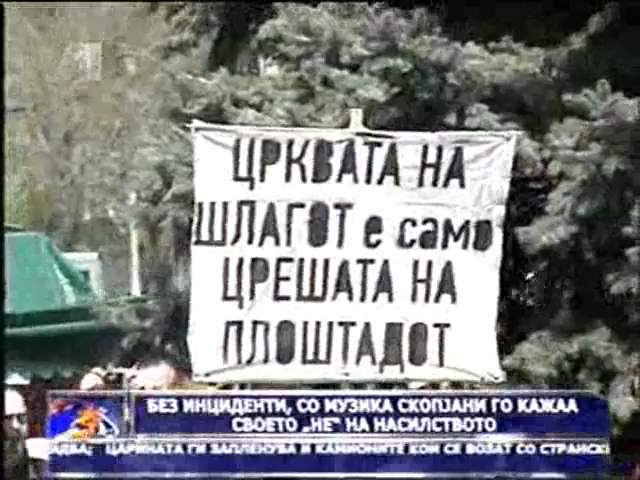 ЦРКВАТА НА
ШЛАГОТ е само
ЦРЕШАТА НА
ПЛОШТАДОТ
БЕЗ ИНЦИДЕНТИ, СО МУЗИКА СКОПЈАНИ ГО КАЖАА
СВОЕТО „НЕ" НА НАСИЛСТВОТО
ЦАРИНАТА ГИ ЗАПЛЕНУВА И КАМИОНИТЕ КОИ СЕ ВОЗАТ СО